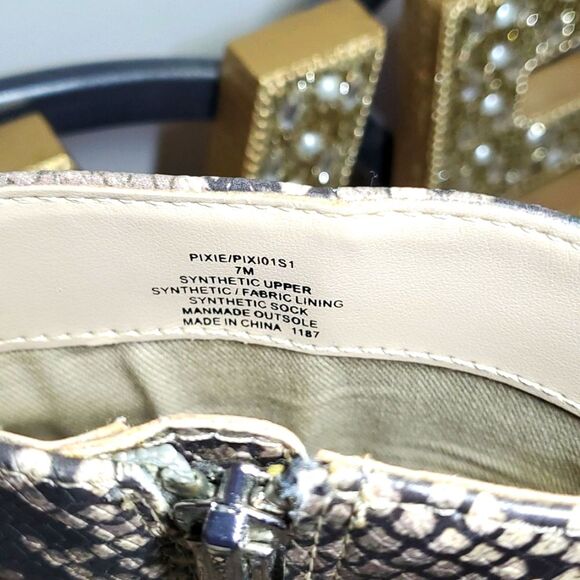 PIXIE/PIXI01S1
7M
SYNTHETIC UPPER
SYNTHETIC / FABRIC LINING
SYNTHETIC SOCK
MANMADE OUTSOLE
MADE IN CHINA 1187